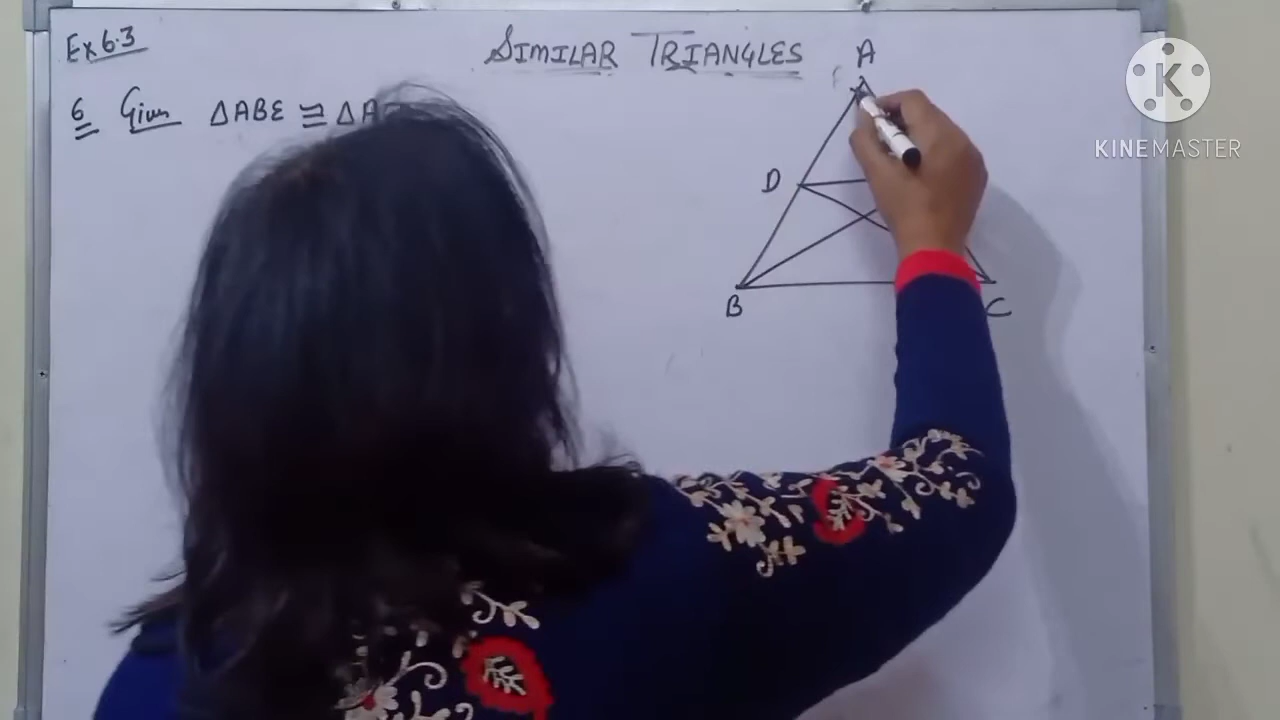 Ex 6.3
SIMILAR TRIANGLES
6 Given ΔABE ≅ ΔA
A
D
B
C
K
KINEMASTER